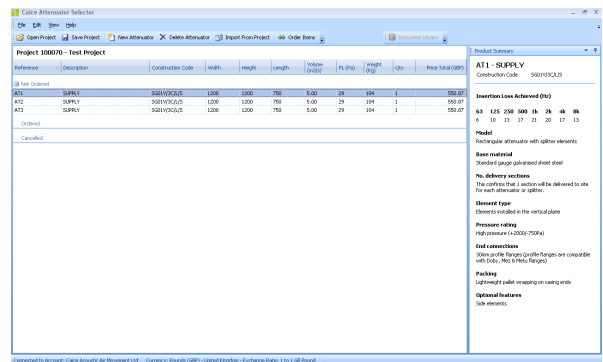 Caice Attenuator Selector
File Edit View Help
Open Project Save Project New Attenuator Delete Attenuator Import From Project Order Items Document Library
Project 100070 - Test Project
Reference Description Construction Code Width Height Length Volume (m3/s) PL (Pa) Weight (Kg) Qty Price Total (GBP)
Not Ordered
AT1 SUPPLY SG01V/3C/L/S 1200 1200 750 5.00 29 104 1 550.87
AT2 SUPPLY SG01V/3C/L/S 1200 1200 750 5.00 29 104 1 550.87
AT3 SUPPLY SG01V/3C/L/S 1200 1200 750 5.00 29 104 1 550.87
Ordered
Cancelled
Product Summary
AT1 - SUPPLY
Construction Code SG01V/3C/L/S
Insertion Loss Achieved (Hz)
63 125 250 500 1k 2k 4k 8k
6 10 13 17 21 20 17 13
Model
Rectangular attenuator with splitter elements
Base material
Standard gauge galvanised sheet steel
No. delivery sections
This confirms that 1 section will be delivered to site
for each attenuator or splitter.
Element type
Elements installed in the vertical plane
Pressure rating
High pressure (+2000/-750Pa)
End connections
30mm profile flanges (profile flanges are compatible
with Doby, Mez & Metu flanges)
Packing
Lightweight pallet wrapping on casing ends
Optional features
Side elements
Connected to Account: Caice Acoustic Air Movement Ltd Currency: Pounds (GBP) - United Kingdom - Exchange Rate: 1 to 1 GB Pound